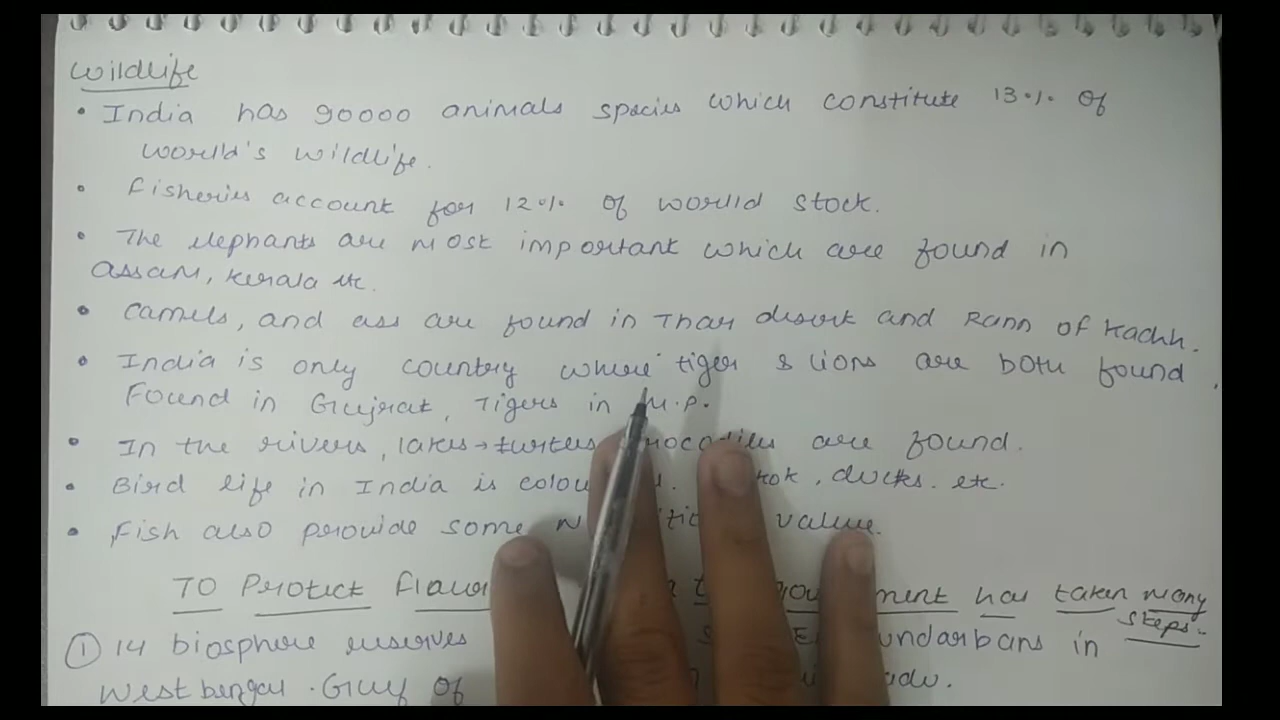 Wildlife
• India has 90000 animals species which constitute 13% of
world's wildlife.
• Fisheries account for 12% of world stock.
• The elephants are most important which are found in
Assam, Kerala etc.
• Camels, and ass are found in Thar desert and Rann of Kachh.
• India is only country where tiger & lions are both found.
Found in Gujrat, Tigers in M.P.
• In the rivers, lakes → turtles, are found.
• Bird life in India is , ducks. etc.
• Fish also provide some value.
TO Protect has taken many
steps.
① 14 biosphere reserves in
West bengal. Gulf of